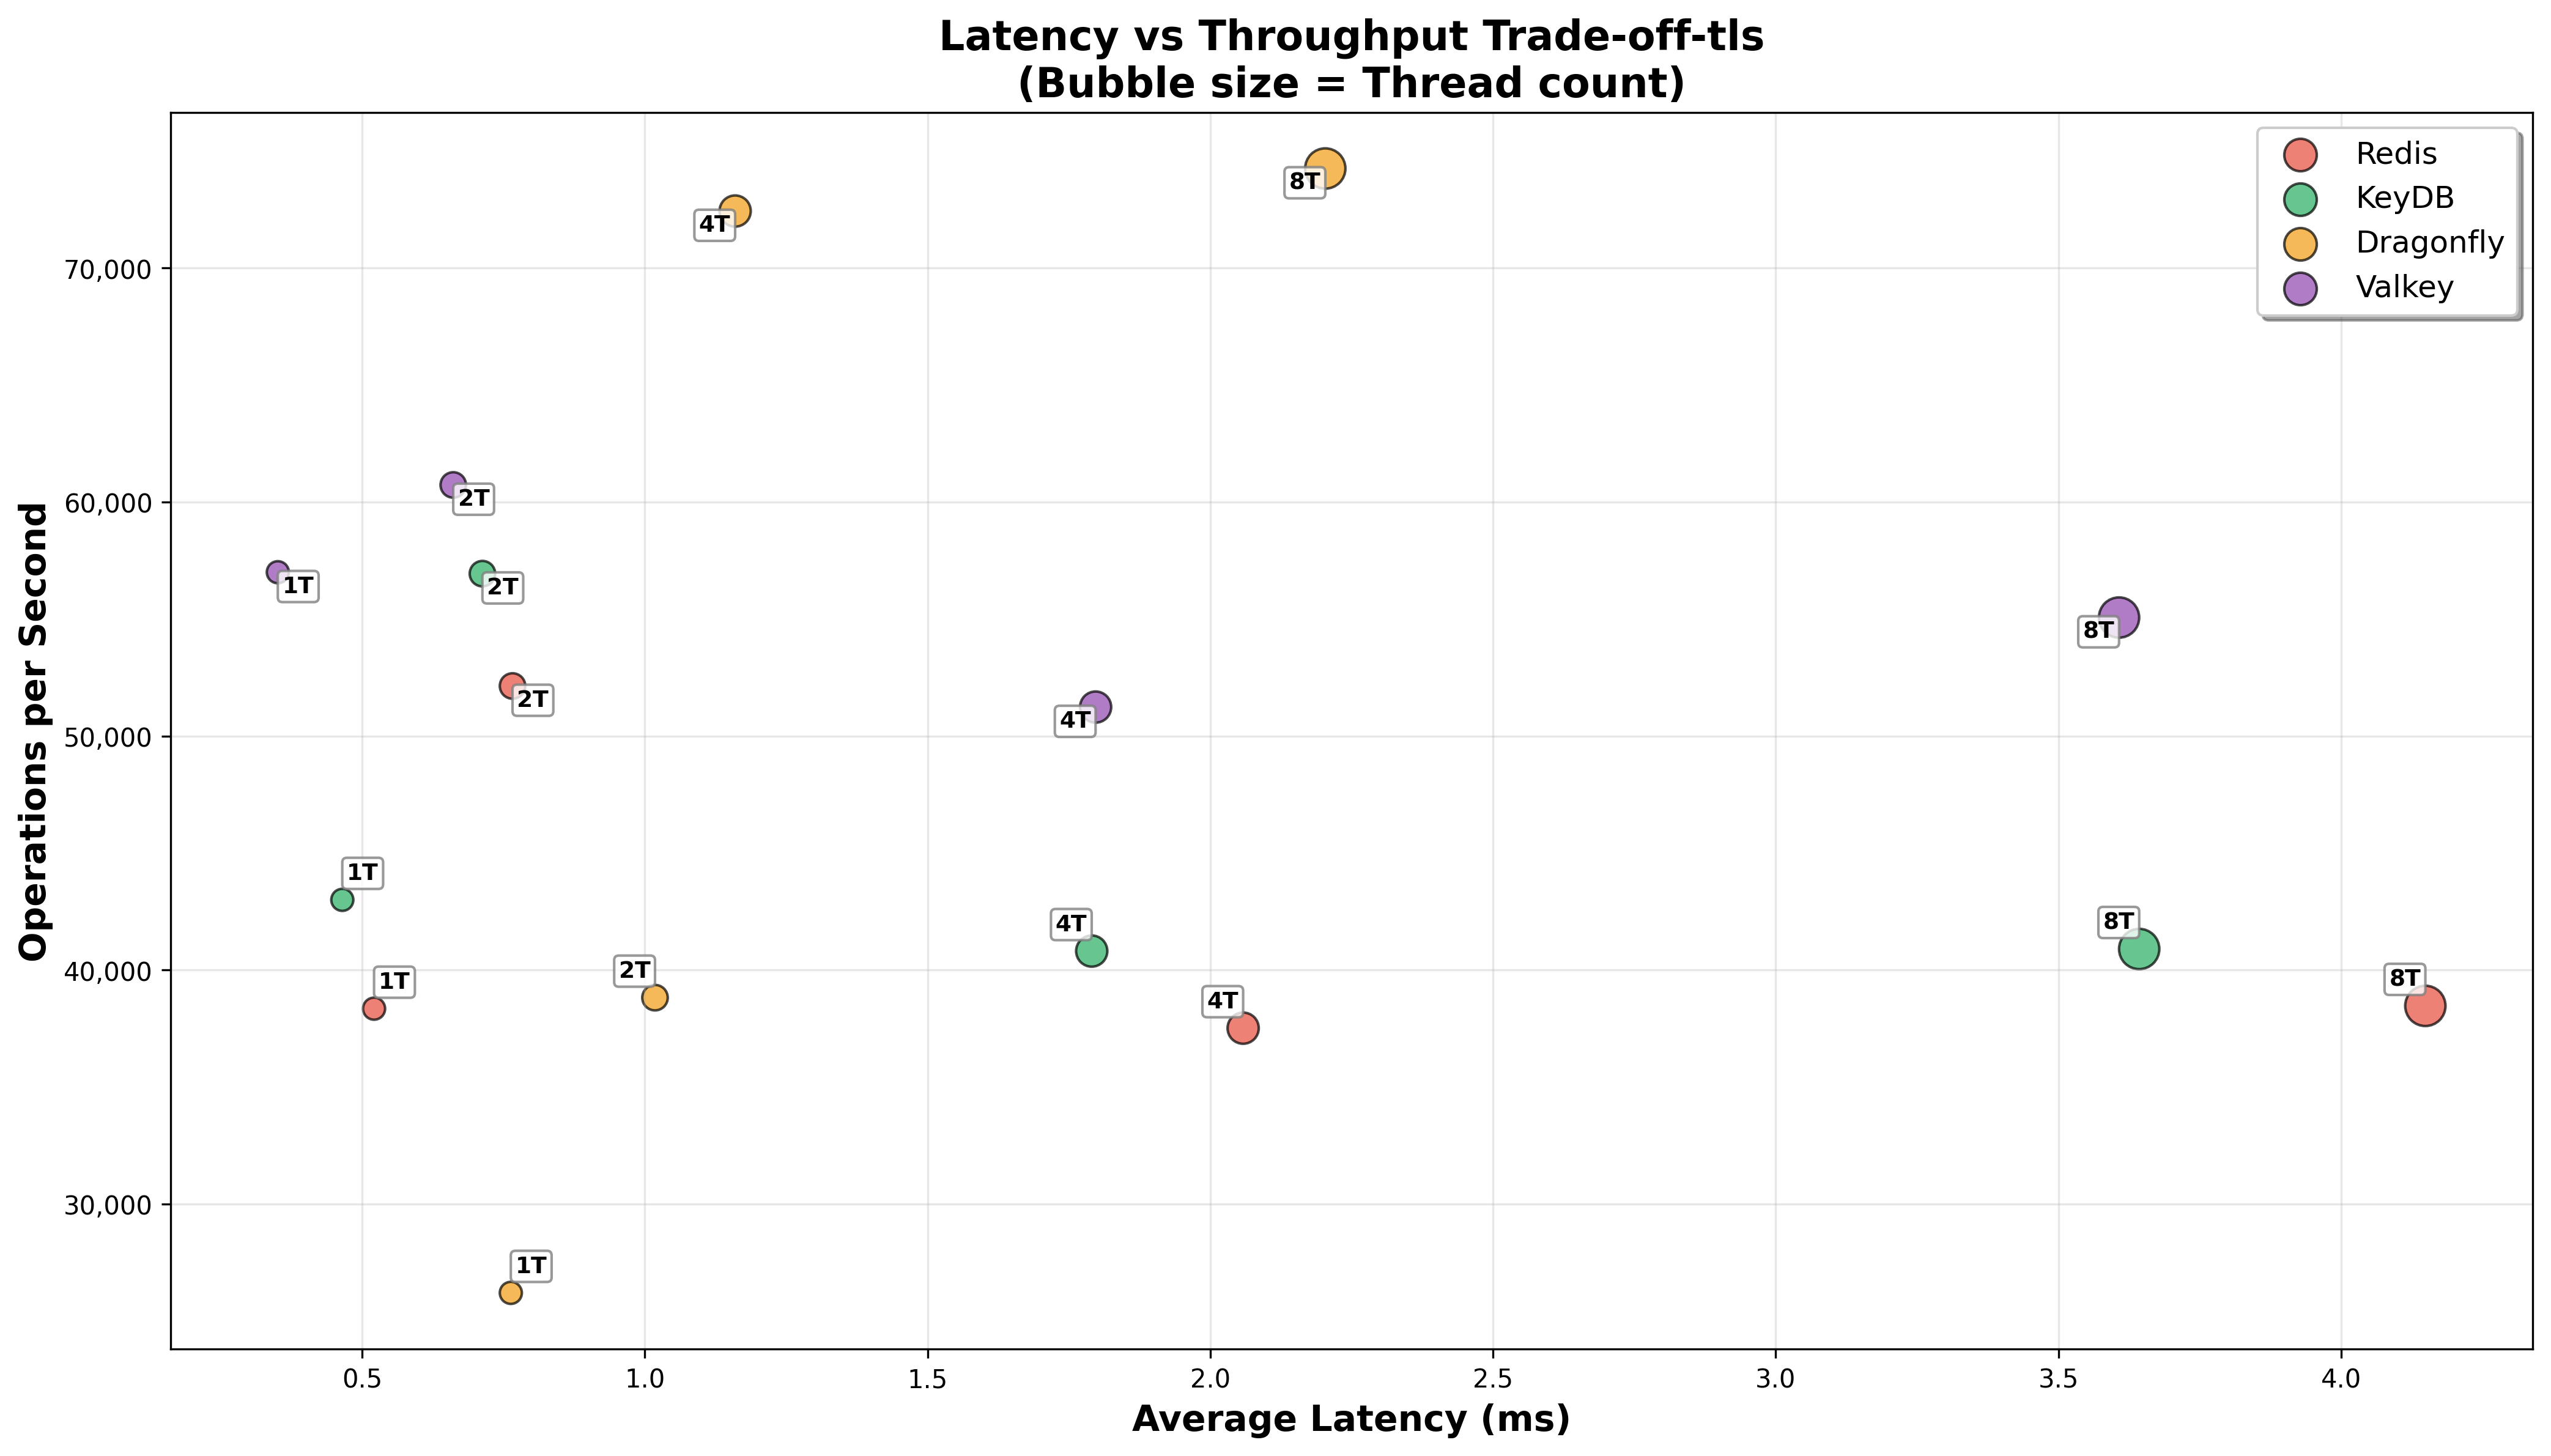 Latency vs Throughput Trade-off-tls
(Bubble size = Thread count)
Redis
KeyDB
Dragonfly
Valkey
Operations per Second
70,000
60,000
50,000
40,000
30,000
8T
4T
2T
1T
2T
2T
8T
4T
1T
4T
8T
2T
1T
8T
4T
1T
0.5
1.0
1.5
2.0
2.5
3.0
3.5
4.0
Average Latency (ms)